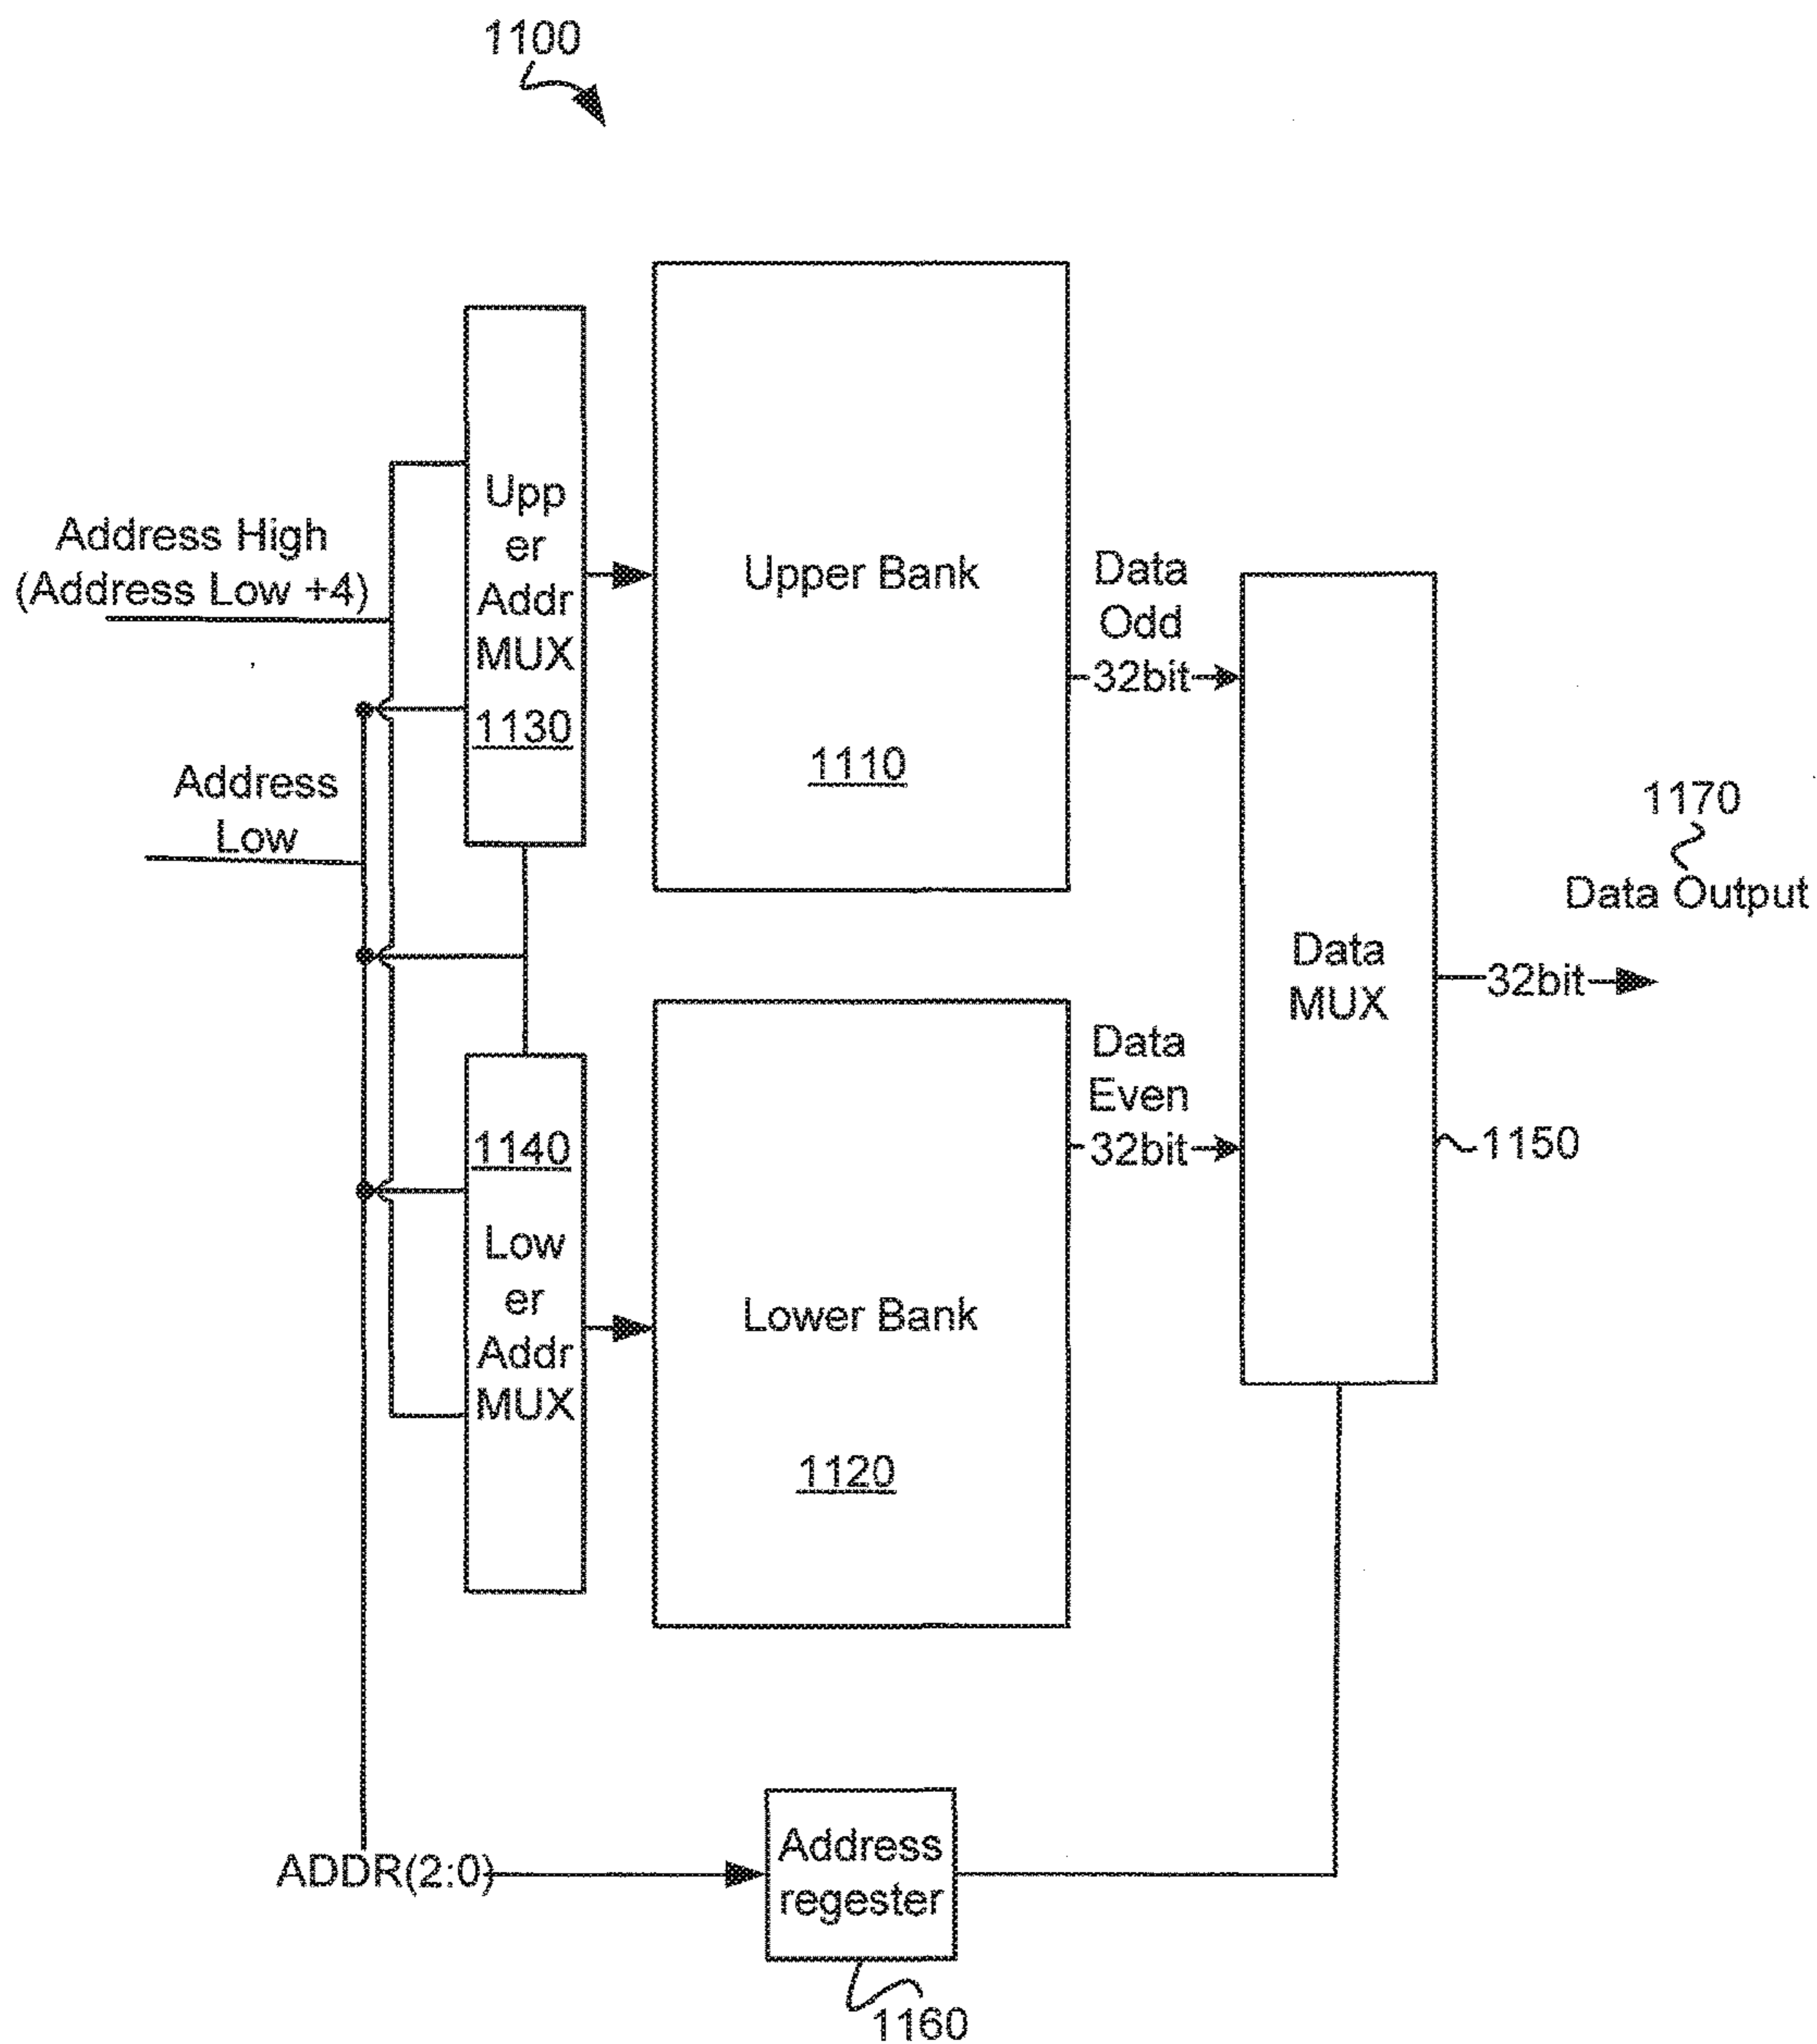 1100
Address High
(Address Low +4)
Address
Low
Upp
er
Addr
MUX
1130
Upper Bank
1110
Data
Odd
32bit
1140
Low
er
Addr
MUX
Lower Bank
1120
Data
Even
32bit
Data
MUX
1150
1170
Data Output
32bit
ADDR(2:0)
Address
regester
1160